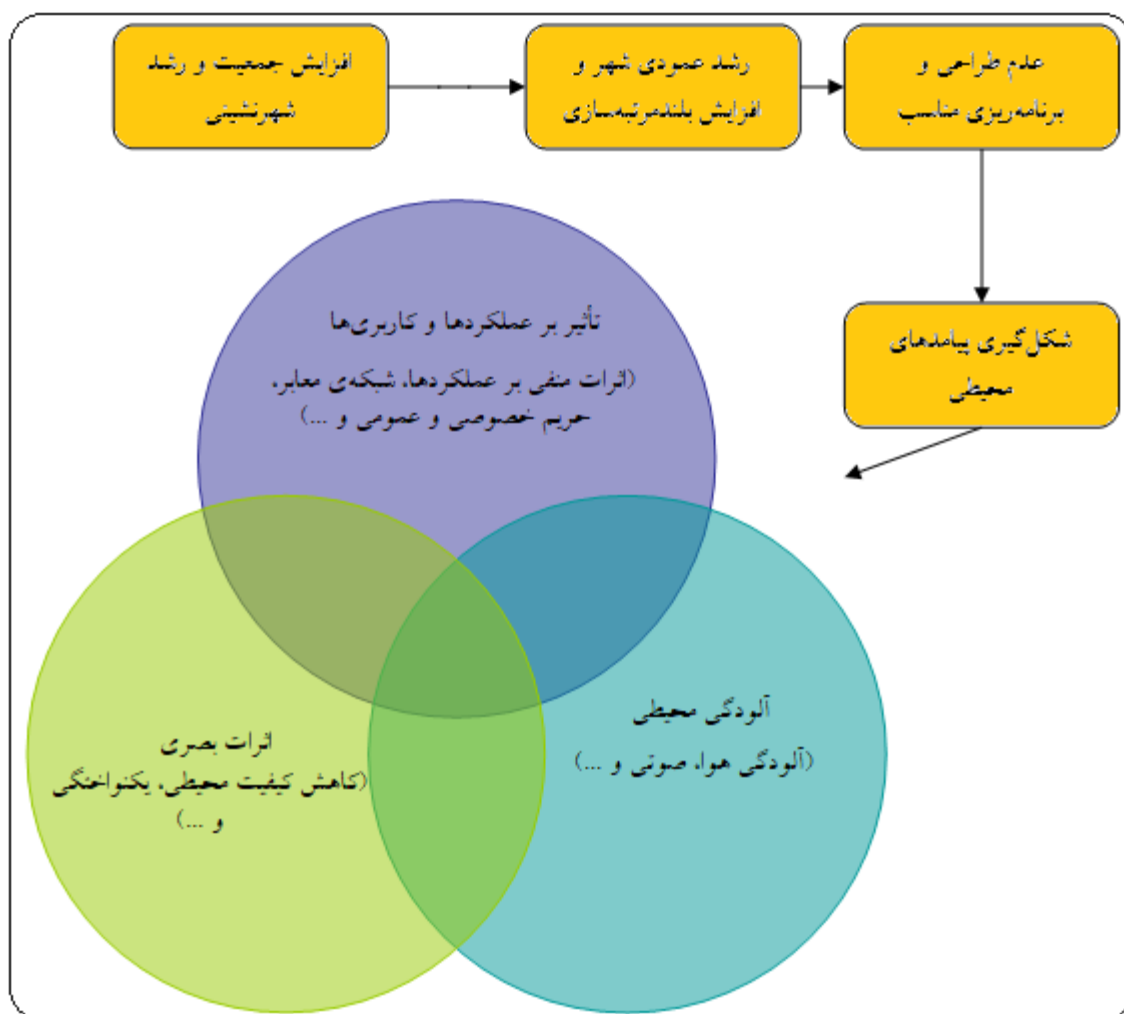 افزایش جمعیت و رشد
شهرنشینی
رشد عمودی شهر و
افزایش بلندمرتبه‌سازی
عدم طراحی و
برنامه‌ریزی مناسب
شکل‌گیری پیامدهای
محیطی
تأثیر بر عملکردها و کاربری‌ها
(اثرات منفی بر عملکردها، شبکه‌ی معابر،
حریم خصوصی و عمومی و ...)
آلودگی محیطی
(آلودگی هوا، صوتی و ...)
اثرات بصری
(کاهش کیفیت محیطی، یکنواختگی
و ...)